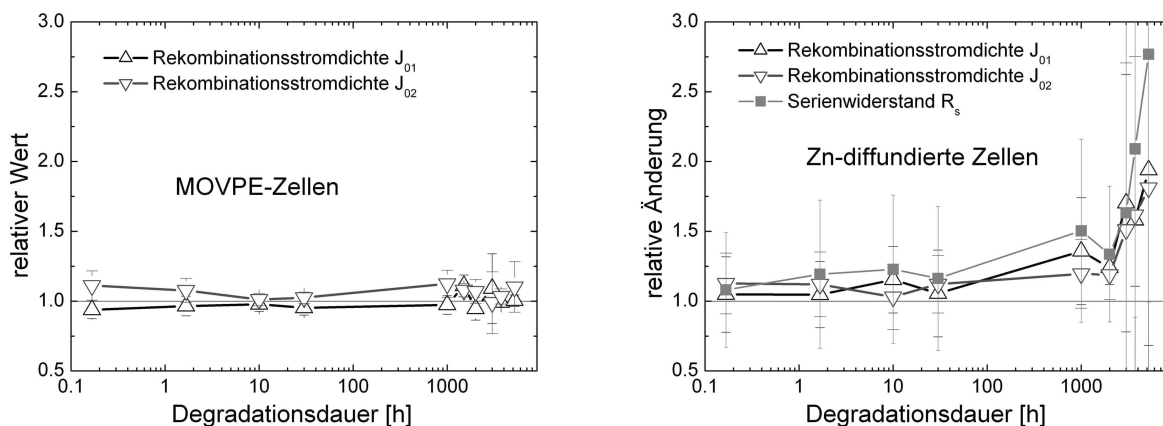 3.0
2.5
2.0
1.5
1.0
0.5
relativer Wert
Rekombinationsstromdichte J01
Rekombinationsstromdichte J02
MOVPE-Zellen
0.1 1 10 100 1000
Degradationsdauer [h]
3.0
2.5
2.0
1.5
1.0
0.5
relative Änderung
Rekombinationsstromdichte J01
Rekombinationsstromdichte J02
Serienwiderstand Rs
Zn-diffundierte Zellen
0.1 1 10 100 1000
Degradationsdauer [h]